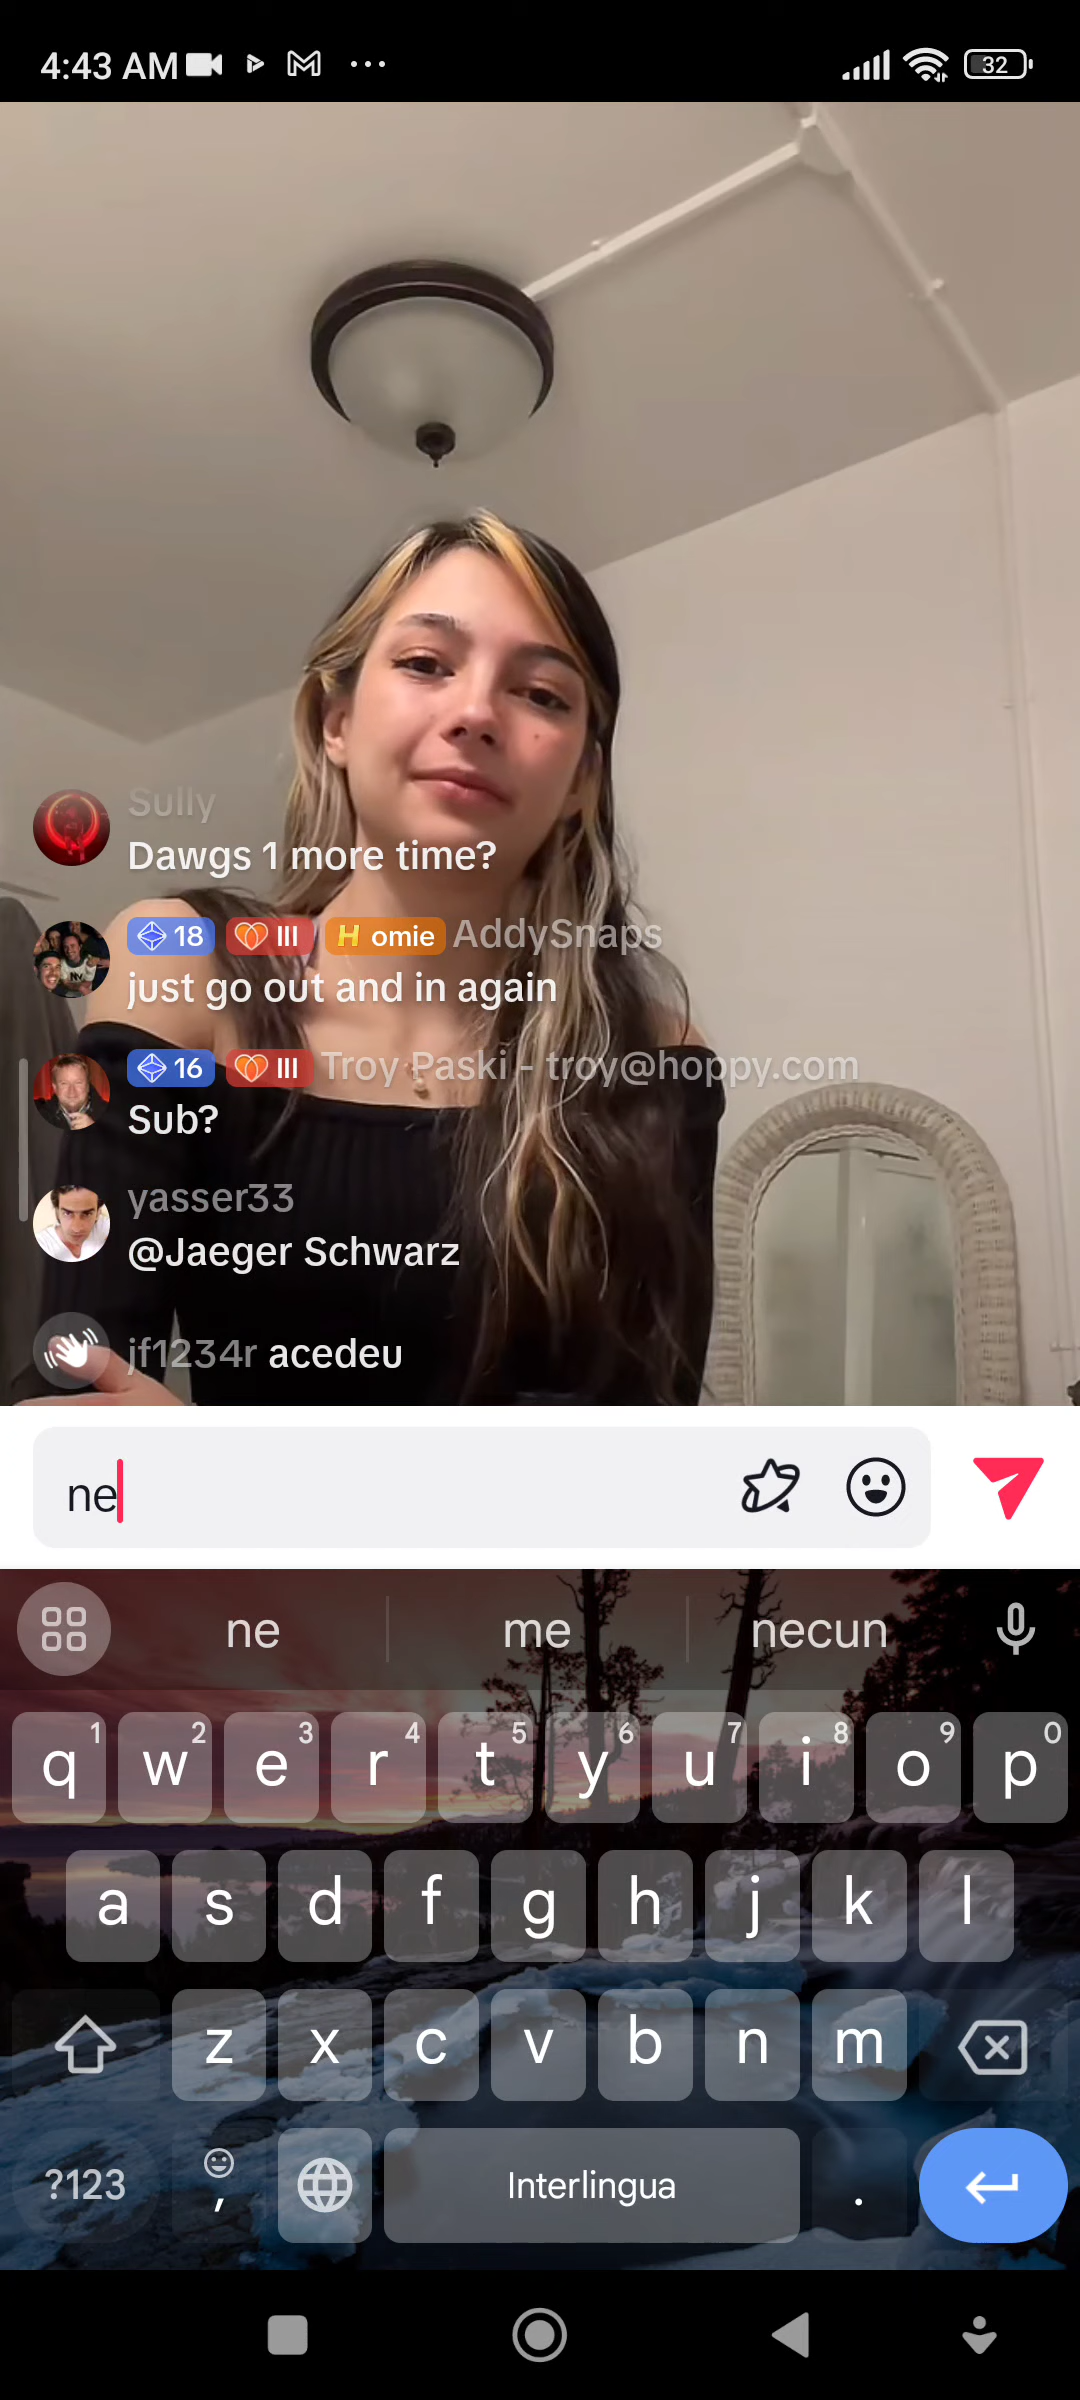 4:43 AM
32
Sully
Dawgs 1 more time?
18 III H omie AddySnaps
just go out and in again
16 III Troy Paski - troy@hoppy.com
Sub?
yasser33
@Jaeger Schwarz
jf1234r acedeu
ne
ne me necun
1 2 3 4 5 6 7 8 9 0
q w e r t y u i o p
a s d f g h j k l
z x c v b n m
?123 , Interlingua .